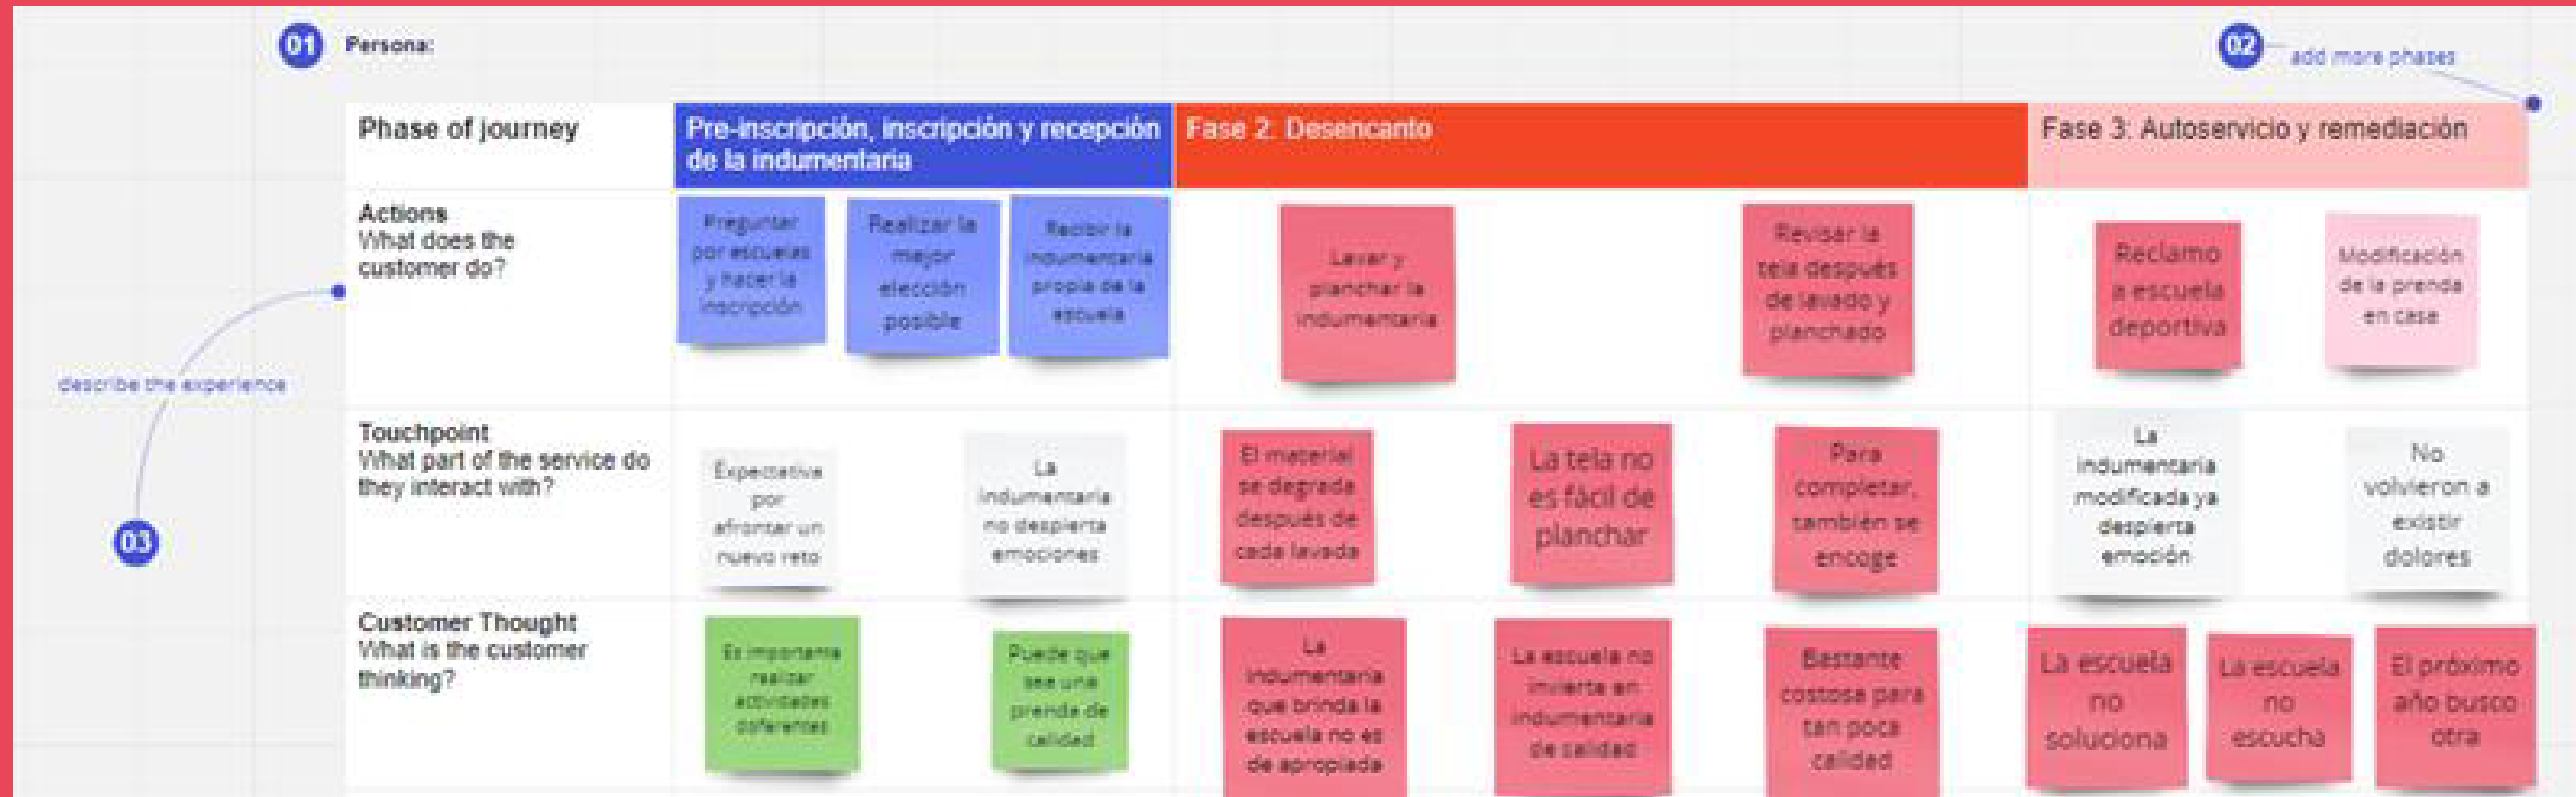 01
Persona:
02
add more phases
Phase of journey
Pre-inscripción, inscripción y recepción
de la indumentaria
Fase 2: Desencanto
Fase 3: Autoservicio y remediación
Actions
What does the
customer do?
Preguntar
por escuelas
y hacer la
inscripción
Realizar la
mejor
elección
posible
Recibir la
indumentaria
propia de la
escuela
Lavar y
planchar la
indumentaria
Revisar la
tela después
de lavado y
planchado
Reclamo
a escuela
deportiva
Modificación
de la prenda
en casa
describe the experience
03
Touchpoint
What part of the service do
they interact with?
Expectativa
por
afrontar un
nuevo reto
La
indumentaria
no despierta
emociones
El material
se degrada
después de
cada lavada
La tela no
es fácil de
planchar
Para
completar,
también se
encoge
La
indumentaria
modificada ya
despierta
emoción
No
volvieron a
existir
dolores
Customer Thought
What is the customer
thinking?
Es importante
realizar
actividades
diferentes
Puede que
sea una
prenda de
calidad
La
indumentaria
que brinda la
escuela no es
de apropiada
La escuela no
invierte en
indumentaria
de calidad
Bastante
costosa para
tan poca
calidad
La escuela
no
soluciona
La escuela
no
escucha
El próximo
año busco
otra